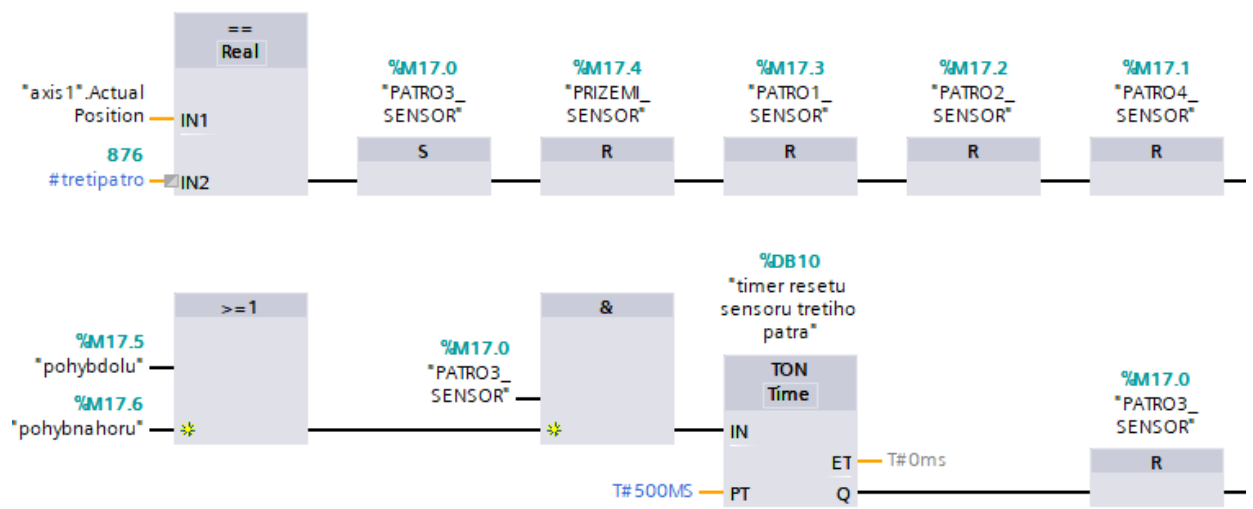 ==
Real
"axis1".Actual
Position
IN1
876
#tretipatro
IN2
%M17.0
"PATRO3_
SENSOR"
S
%M17.4
"PRIZEMI_
SENSOR"
R
%M17.3
"PATRO1_
SENSOR"
R
%M17.2
"PATRO2_
SENSOR"
R
%M17.1
"PATRO4_
SENSOR"
R
>=1
%M17.5
"pohybdolu"
%M17.6
"pohybnahoru"
&
%M17.0
"PATRO3_
SENSOR"
%DB10
"timer resetu
sensoru tretiho
patra"
TON
Time
IN
ET
T#0ms
T#500MS
PT
Q
%M17.0
"PATRO3_
SENSOR"
R